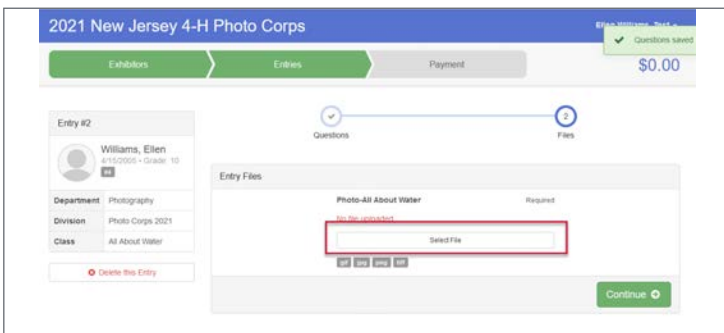 2021 New Jersey 4-H Photo Corps
Ellen Williams, Test
Questions saved
Exhibitors
Entries
Payment
$0.00
Entry #2
Williams, Ellen
4/15/2005 • Grade: 10
Department Photography
Division Photo Corps 2021
Class All About Water
Delete this Entry
Questions
2
Files
Entry Files
Photo-All About Water Required
No file uploaded
Select File
gif jpg png tiff
Continue